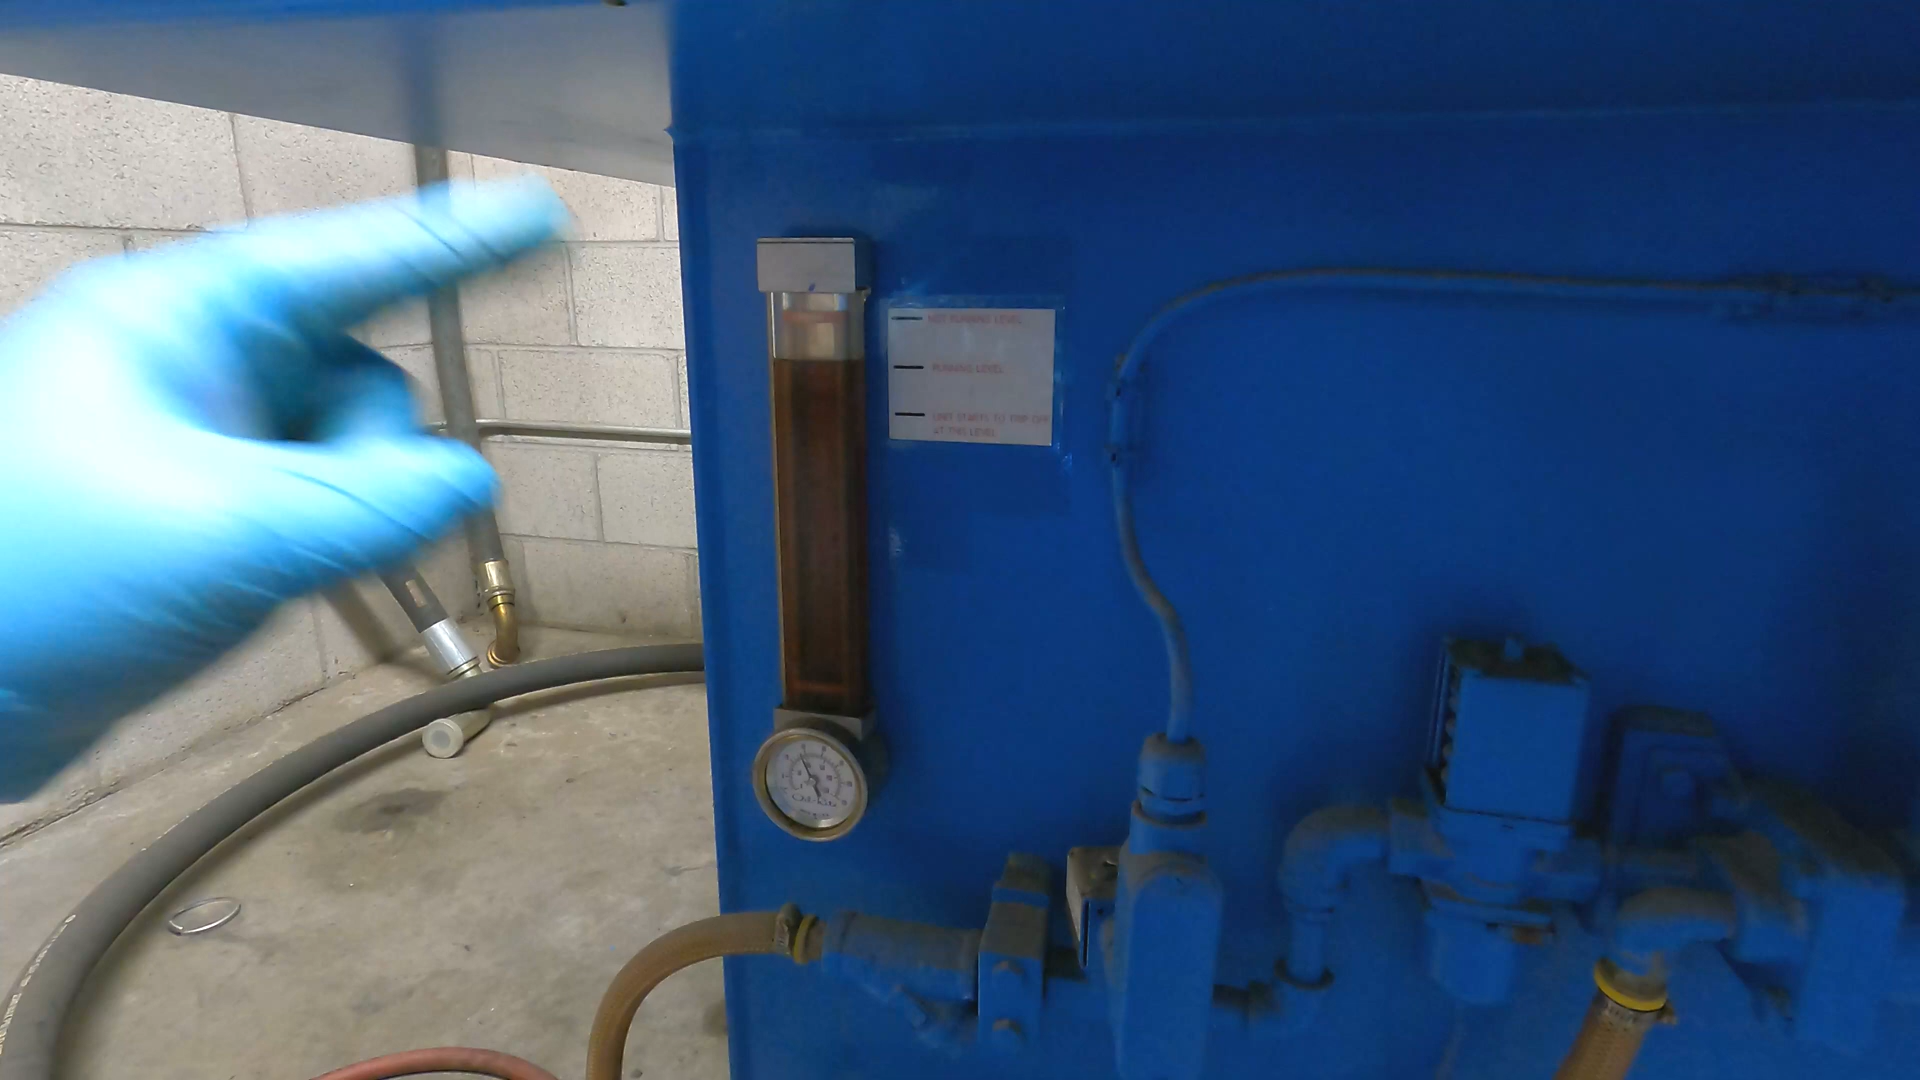 NOT RUNNING LEVEL
RUNNING LEVEL
UNIT STARTS TO TRIP OFF
AT THIS LEVEL